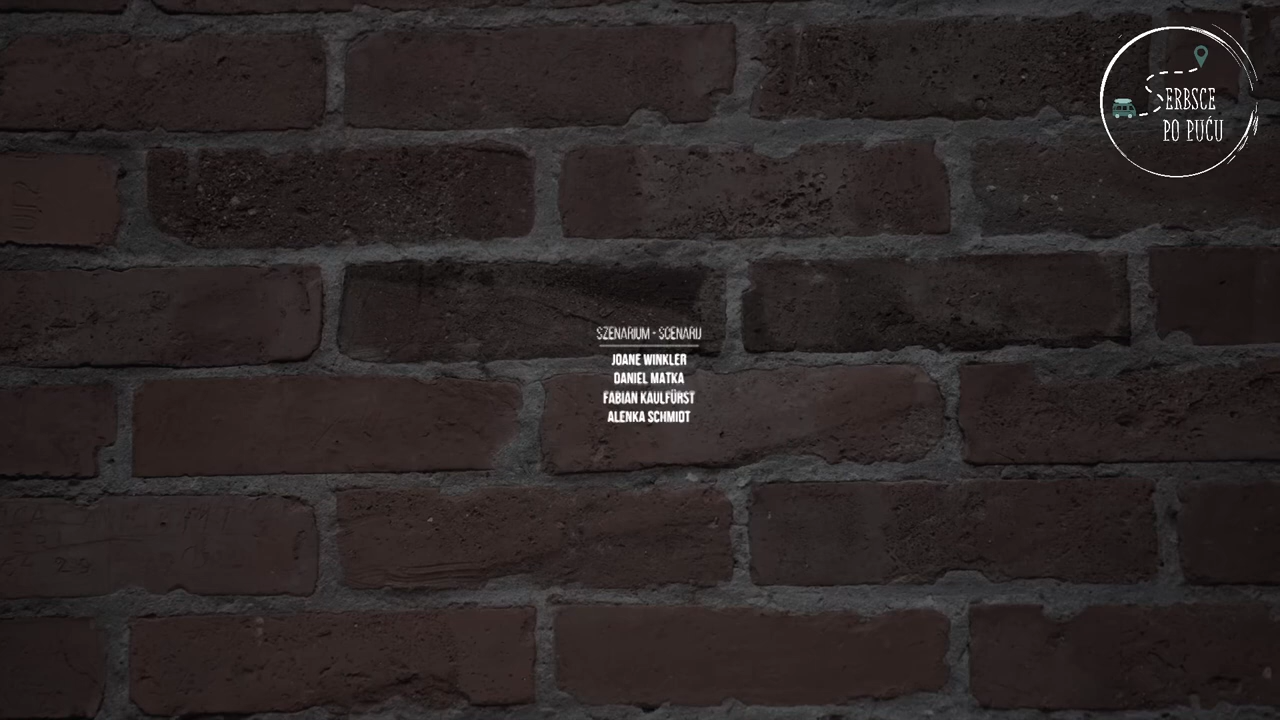 SERBSCE
PO PUĆU
SZENARIUM - SCENARIJ
JOANE WINKLER
DANIEL MATKA
FABIAN KAULFÜRST
ALENKA SCHMIDT